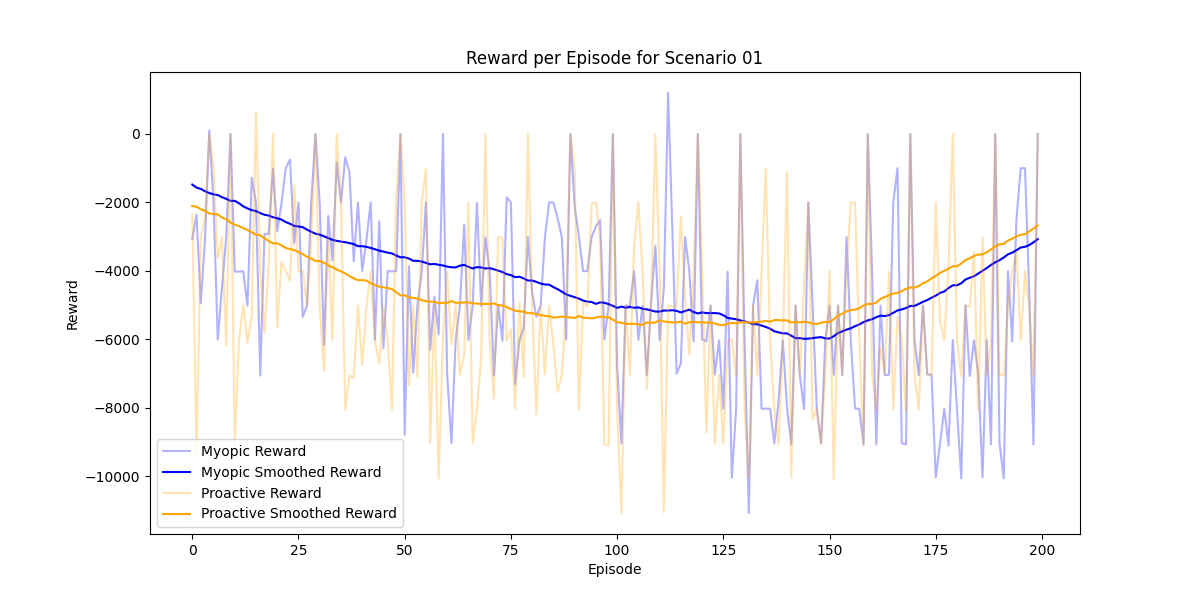 Reward per Episode for Scenario 01
Reward
0
−2000
−4000
−6000
−8000
−10000
Myopic Reward
Myopic Smoothed Reward
Proactive Reward
Proactive Smoothed Reward
0 25 50 75 100 125 150 175 200
Episode